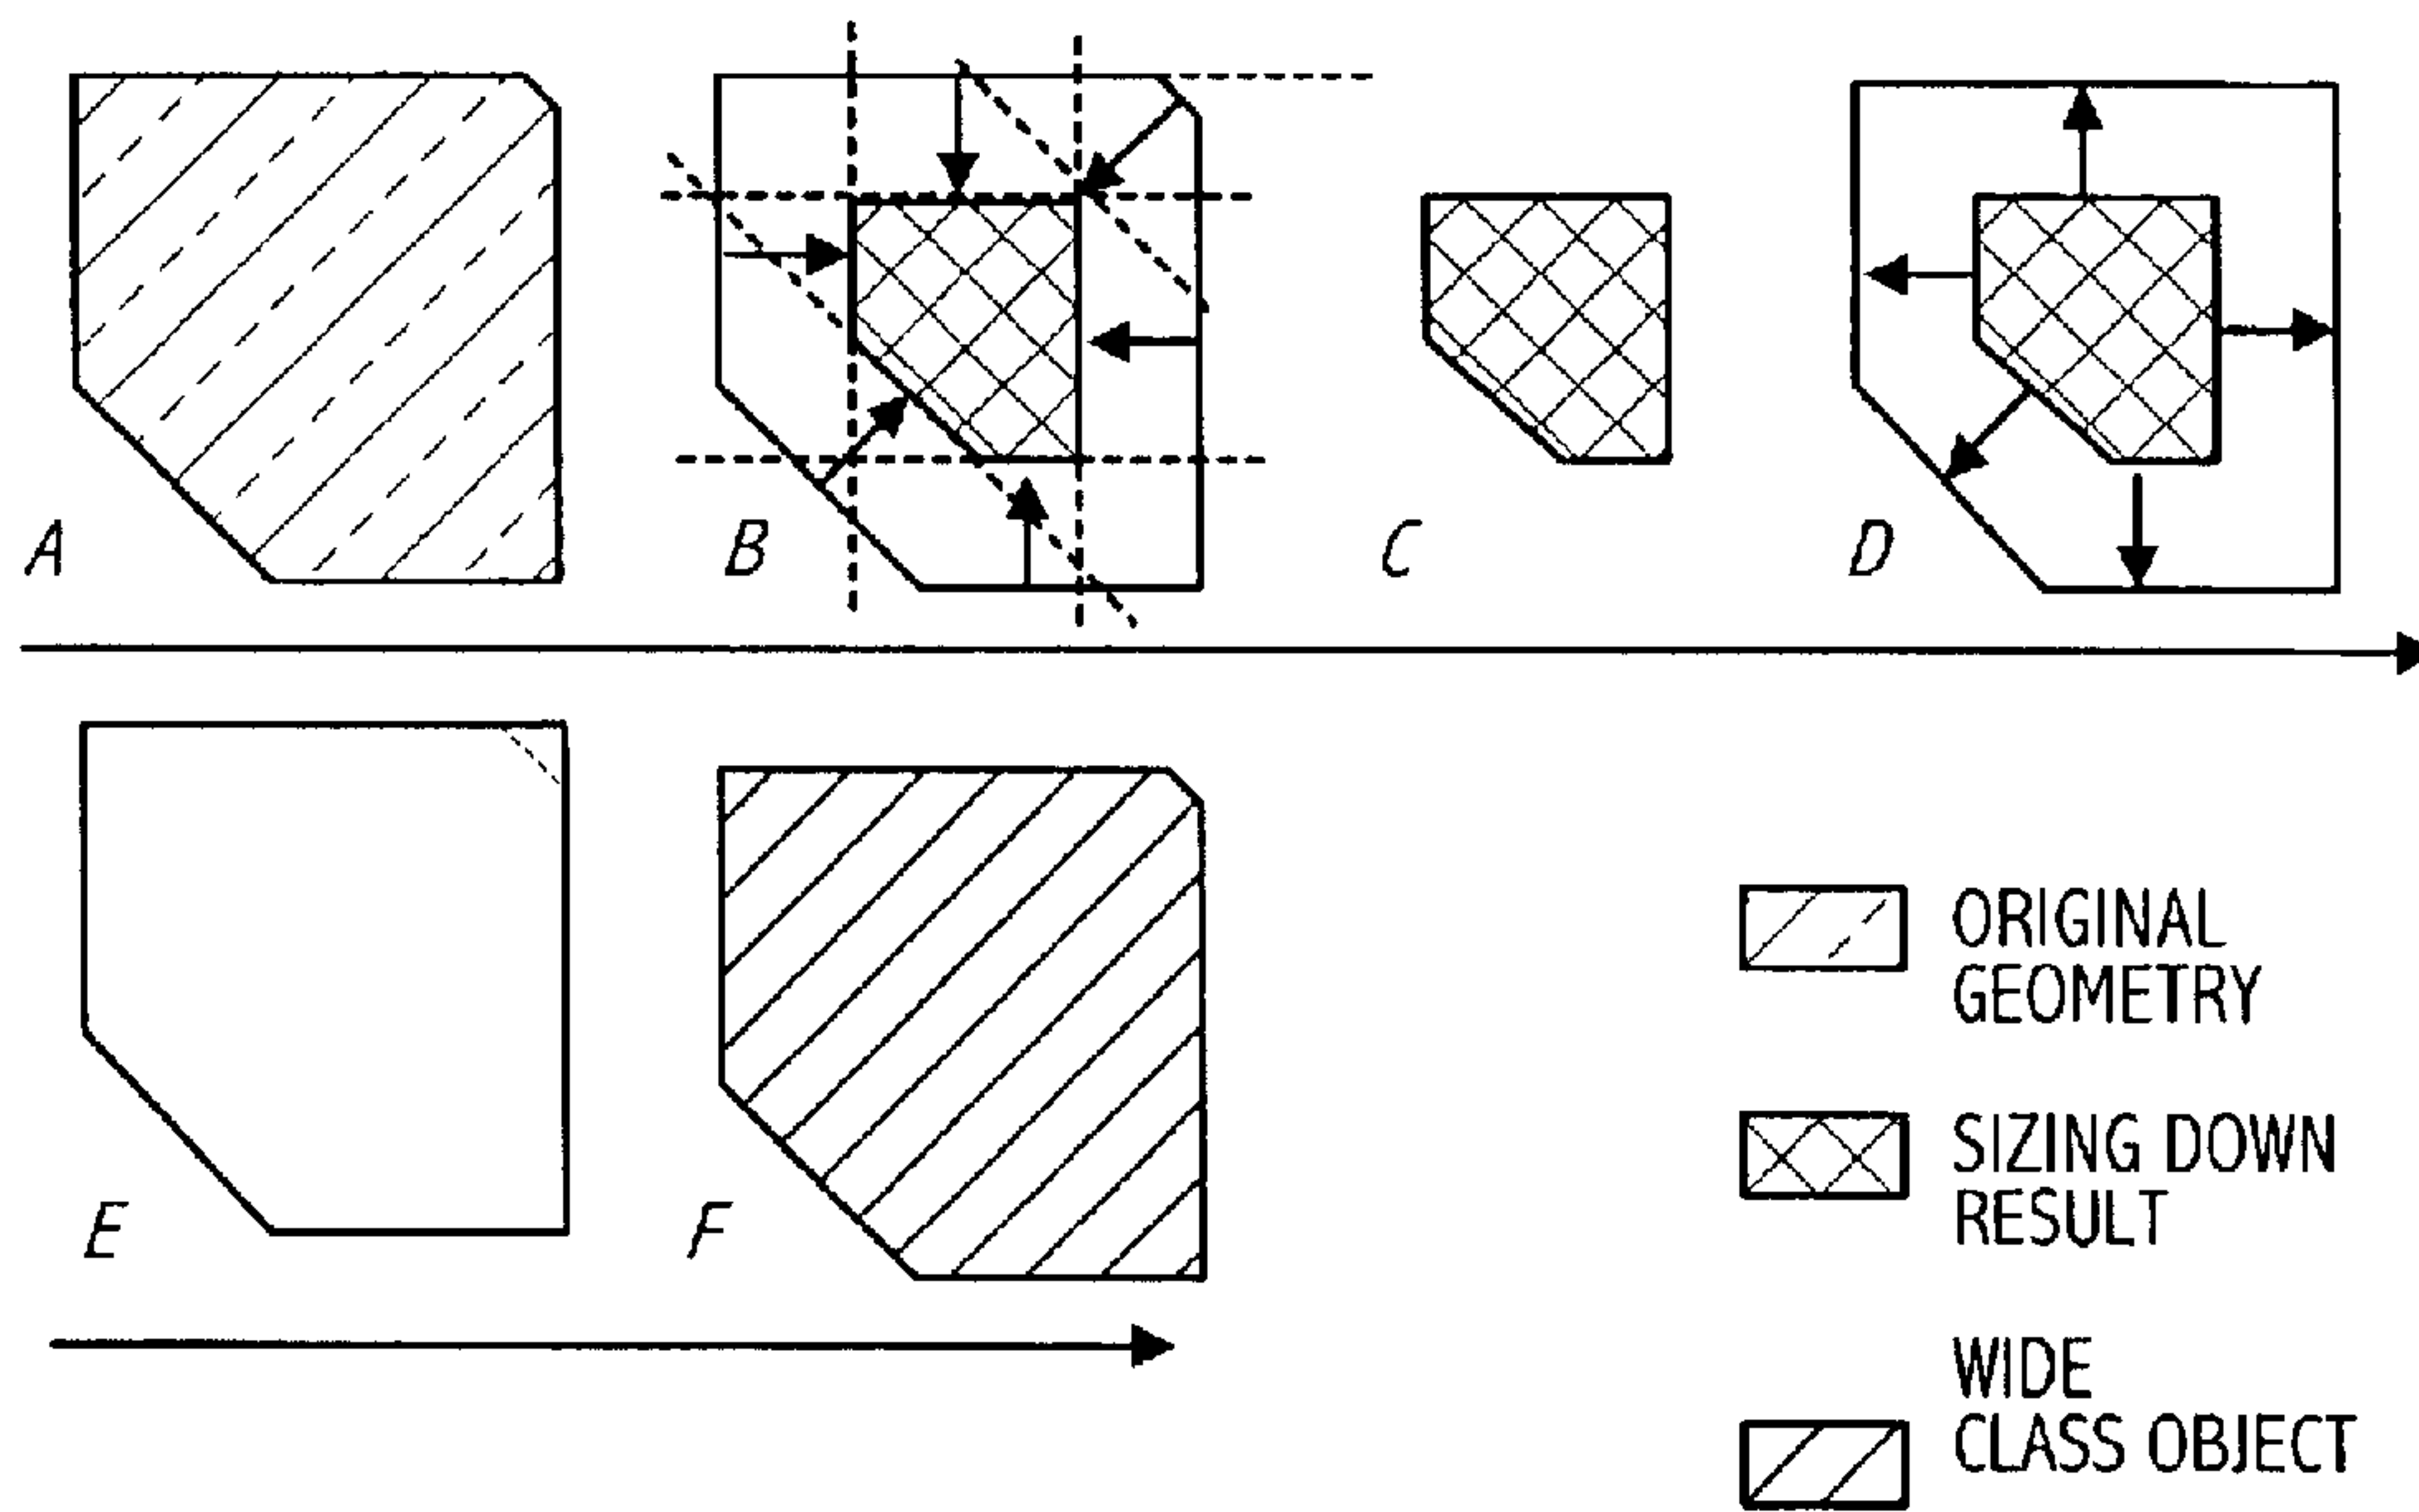 A
B
C
D
E
F
ORIGINAL
GEOMETRY
SIZING DOWN
RESULT
WIDE
CLASS OBJECT